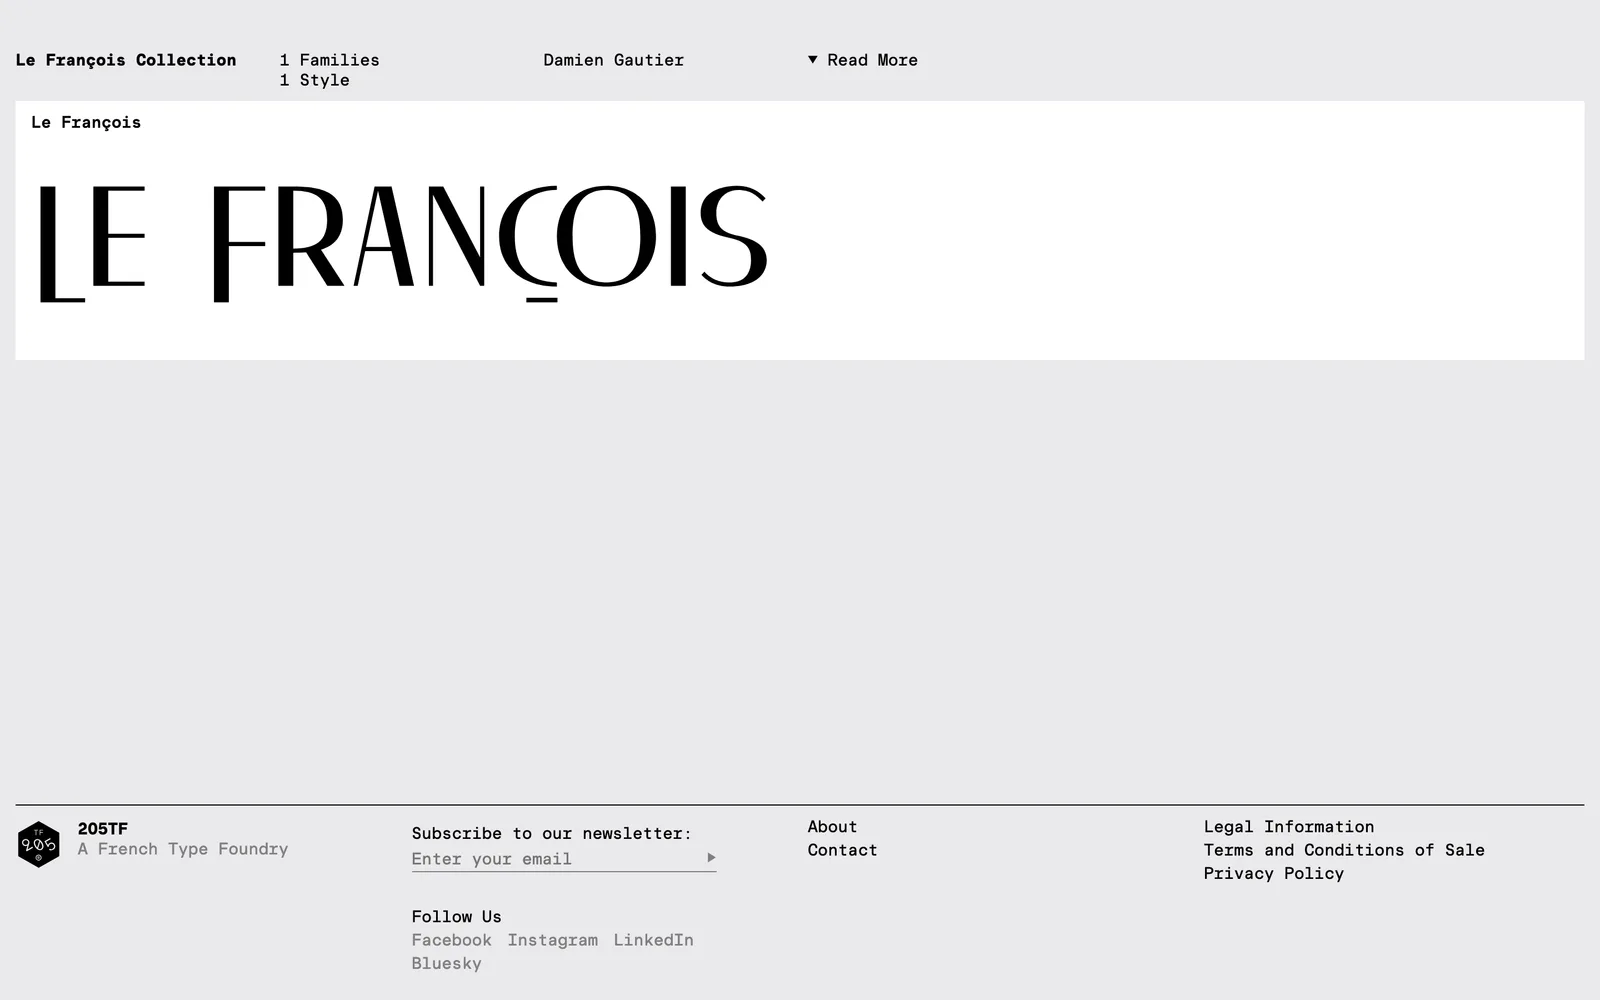 Le François Collection
1 Families
1 Style
Damien Gautier
▼ Read More
Le François
LE FRANÇOIS
TF
205
205TF
A French Type Foundry
Subscribe to our newsletter:
Enter your email
Follow Us
Facebook Instagram LinkedIn
Bluesky
About
Contact
Legal Information
Terms and Conditions of Sale
Privacy Policy